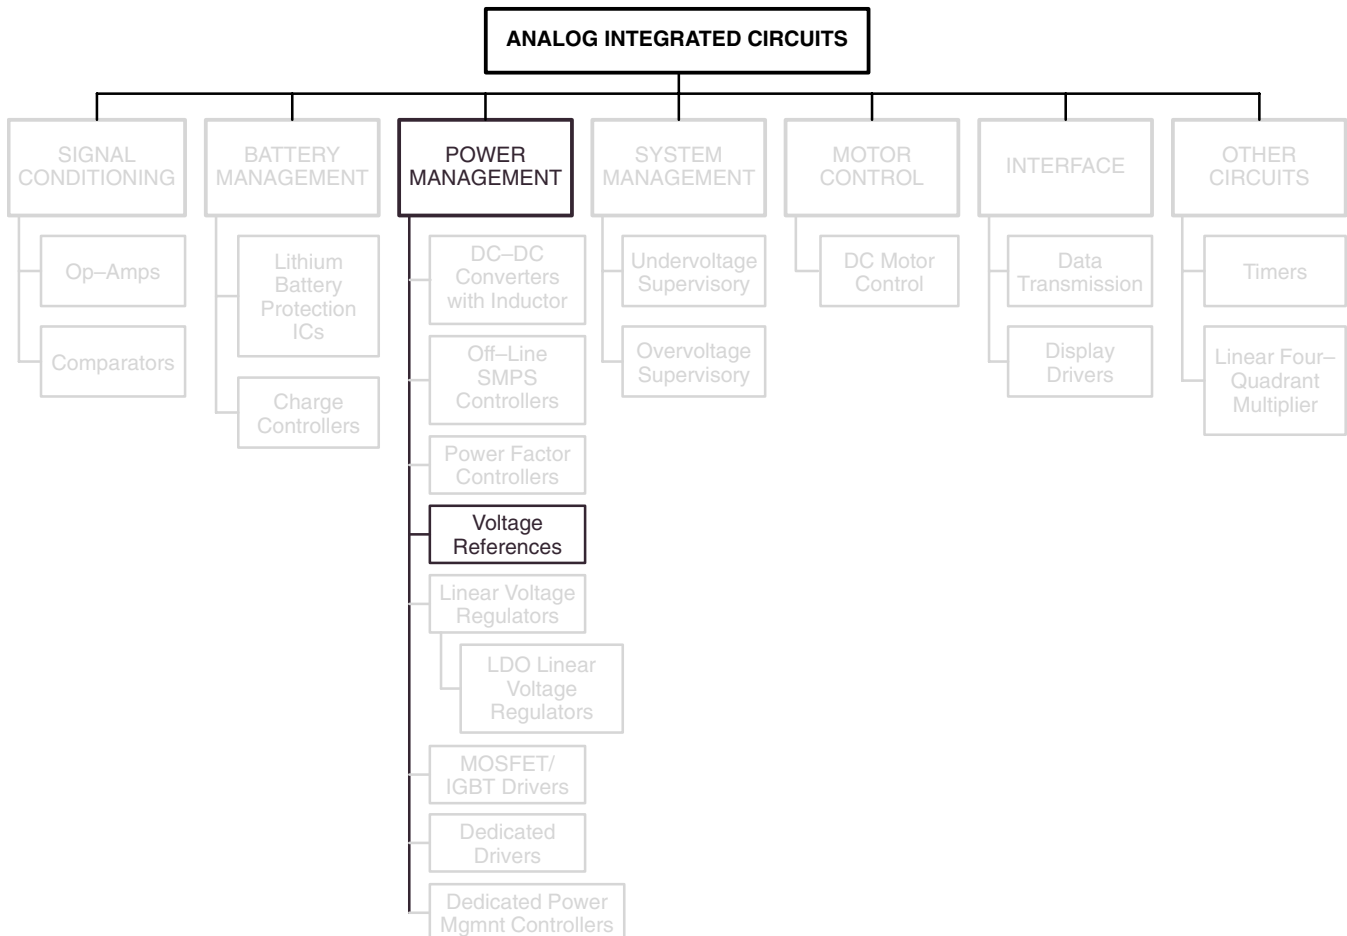 ANALOG INTEGRATED CIRCUITS
SIGNAL
CONDITIONING
Op–Amps
Comparators
BATTERY
MANAGEMENT
Lithium
Battery
Protection
ICs
Charge
Controllers
POWER
MANAGEMENT
DC–DC
Converters
with Inductor
Off–Line
SMPS
Controllers
Power Factor
Controllers
Voltage
References
Linear Voltage
Regulators
LDO Linear
Voltage
Regulators
MOSFET/
IGBT Drivers
Dedicated
Drivers
Dedicated Power
Mgmnt Controllers
SYSTEM
MANAGEMENT
Undervoltage
Supervisory
Overvoltage
Supervisory
MOTOR
CONTROL
DC Motor
Control
INTERFACE
Data
Transmission
Display
Drivers
OTHER
CIRCUITS
Timers
Linear Four–
Quadrant
Multiplier